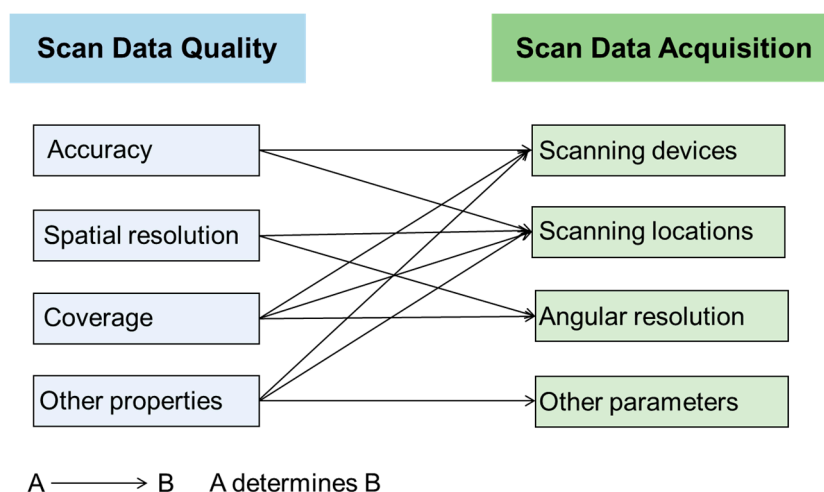 Scan Data Quality
Scan Data Acquisition
Accuracy
Scanning devices
Spatial resolution
Scanning locations
Coverage
Angular resolution
Other properties
Other parameters
A B A determines B